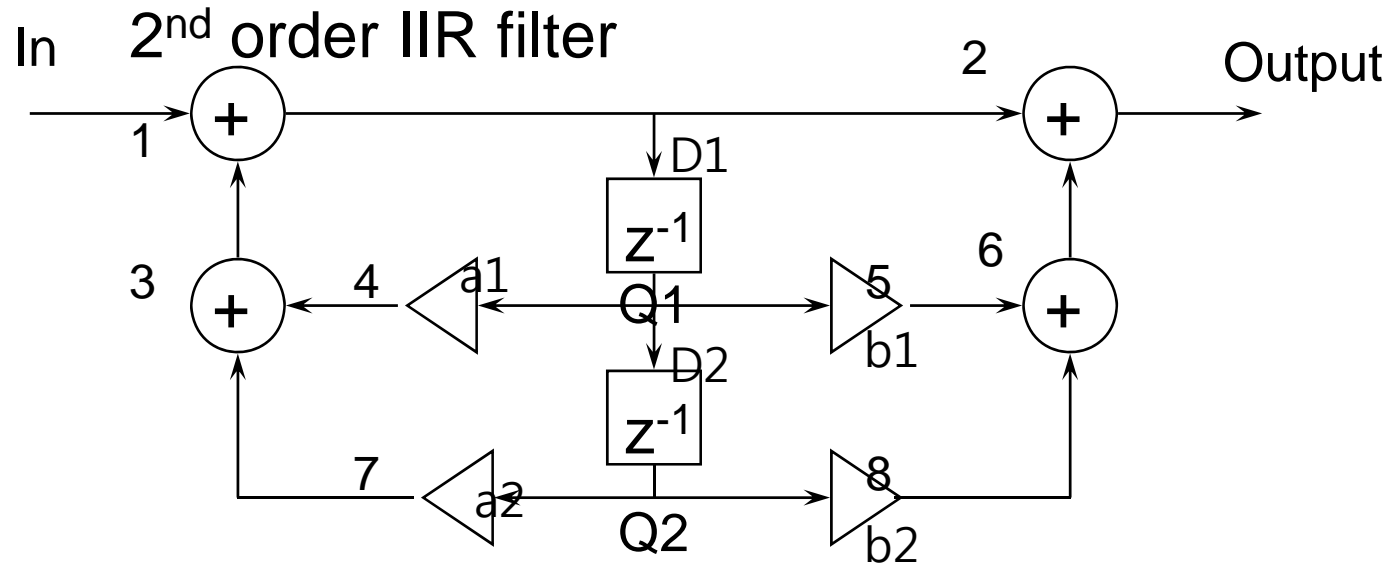 In
2nd order IIR filter
2
Output
+
+
1
D1
z-1
3
4
a1
Q1
5
6
+
+
b1
D2
z-1
7
a2
8
Q2
b2